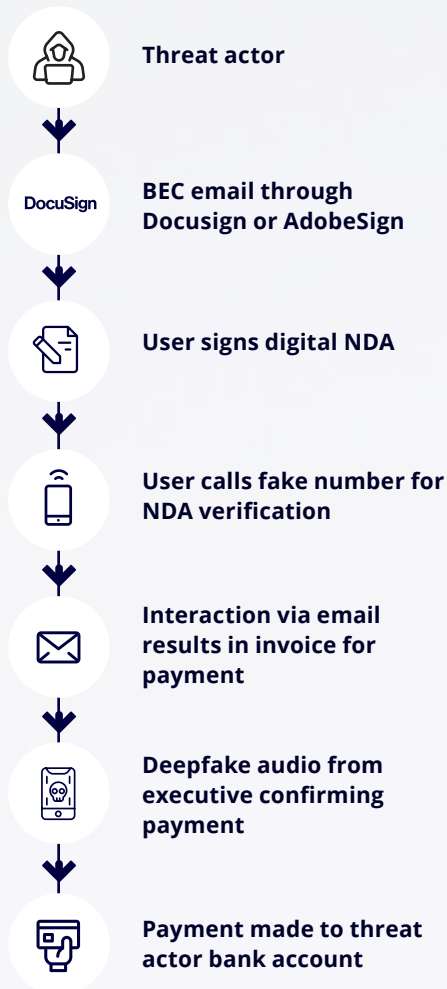 Threat actor
DocuSign
BEC email through
Docusign or AdobeSign
User signs digital NDA
User calls fake number for
NDA verification
Interaction via email
results in invoice for
payment
Deepfake audio from
executive confirming
payment
Payment made to threat
actor bank account